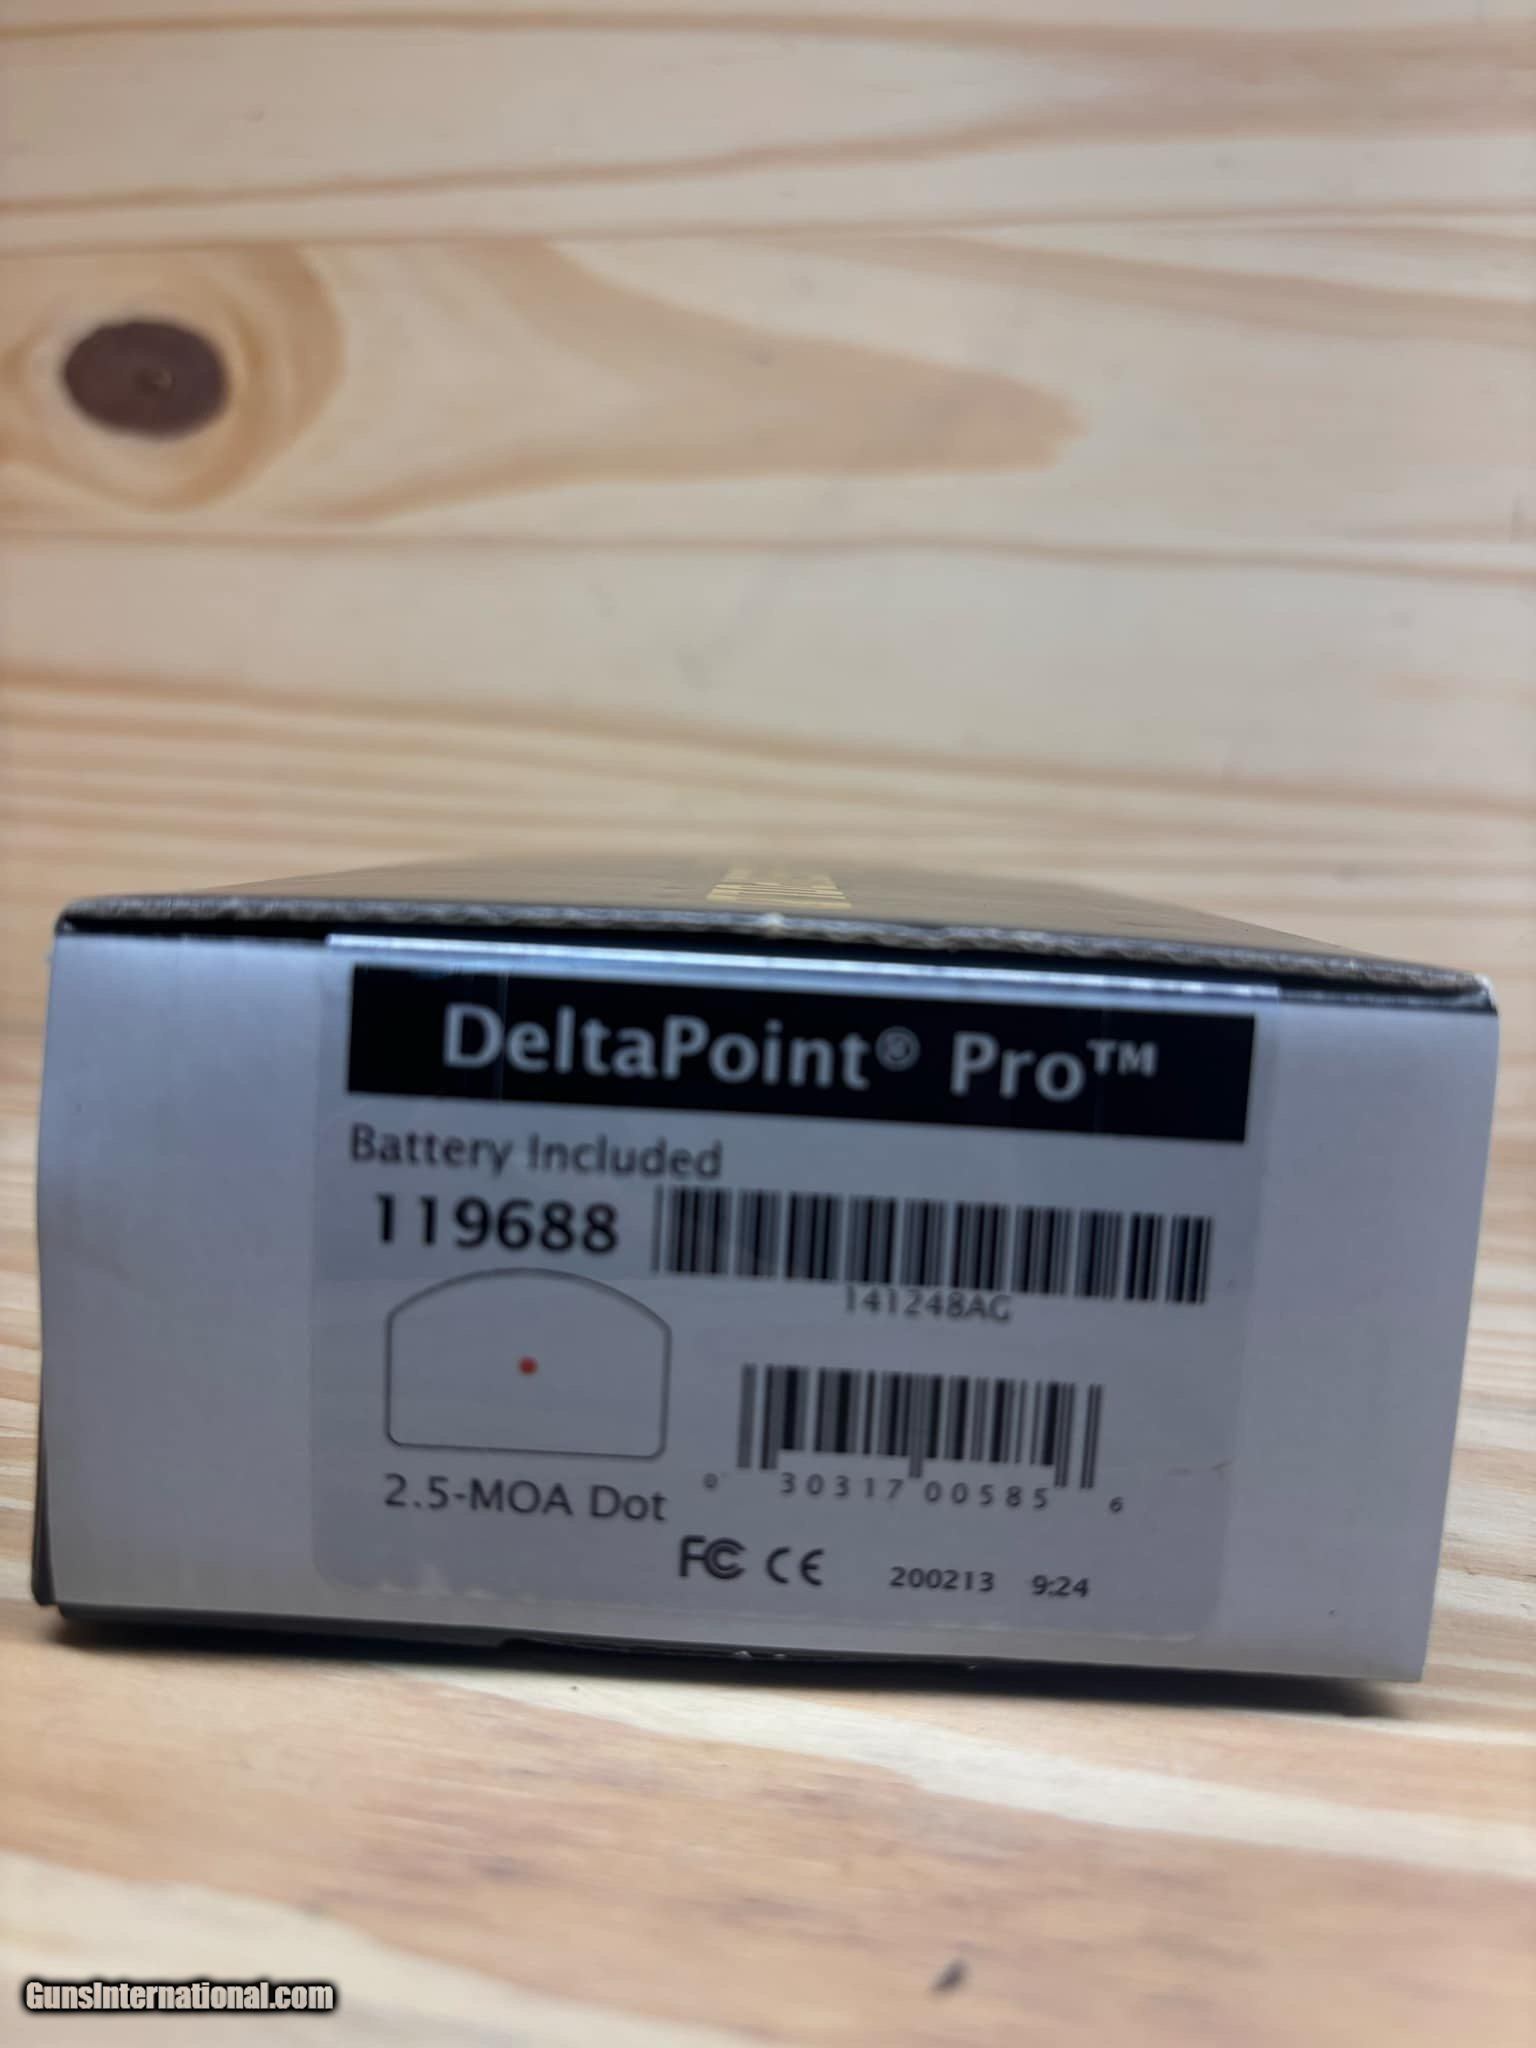 DeltaPoint® Pro™
Battery Included
119688
141248AG
2.5-MOA Dot
0 30317 00585 6
FC CE 200213 9:24
GunsInternational.com